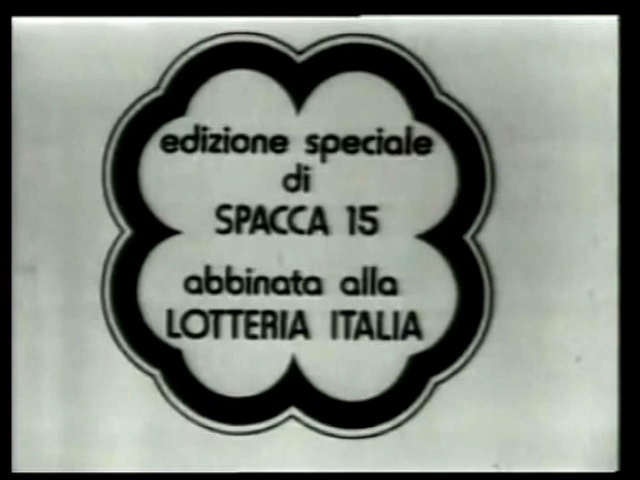 edizione speciale
di
SPACCA 15
abbinata alla
LOTTERIA ITALIA